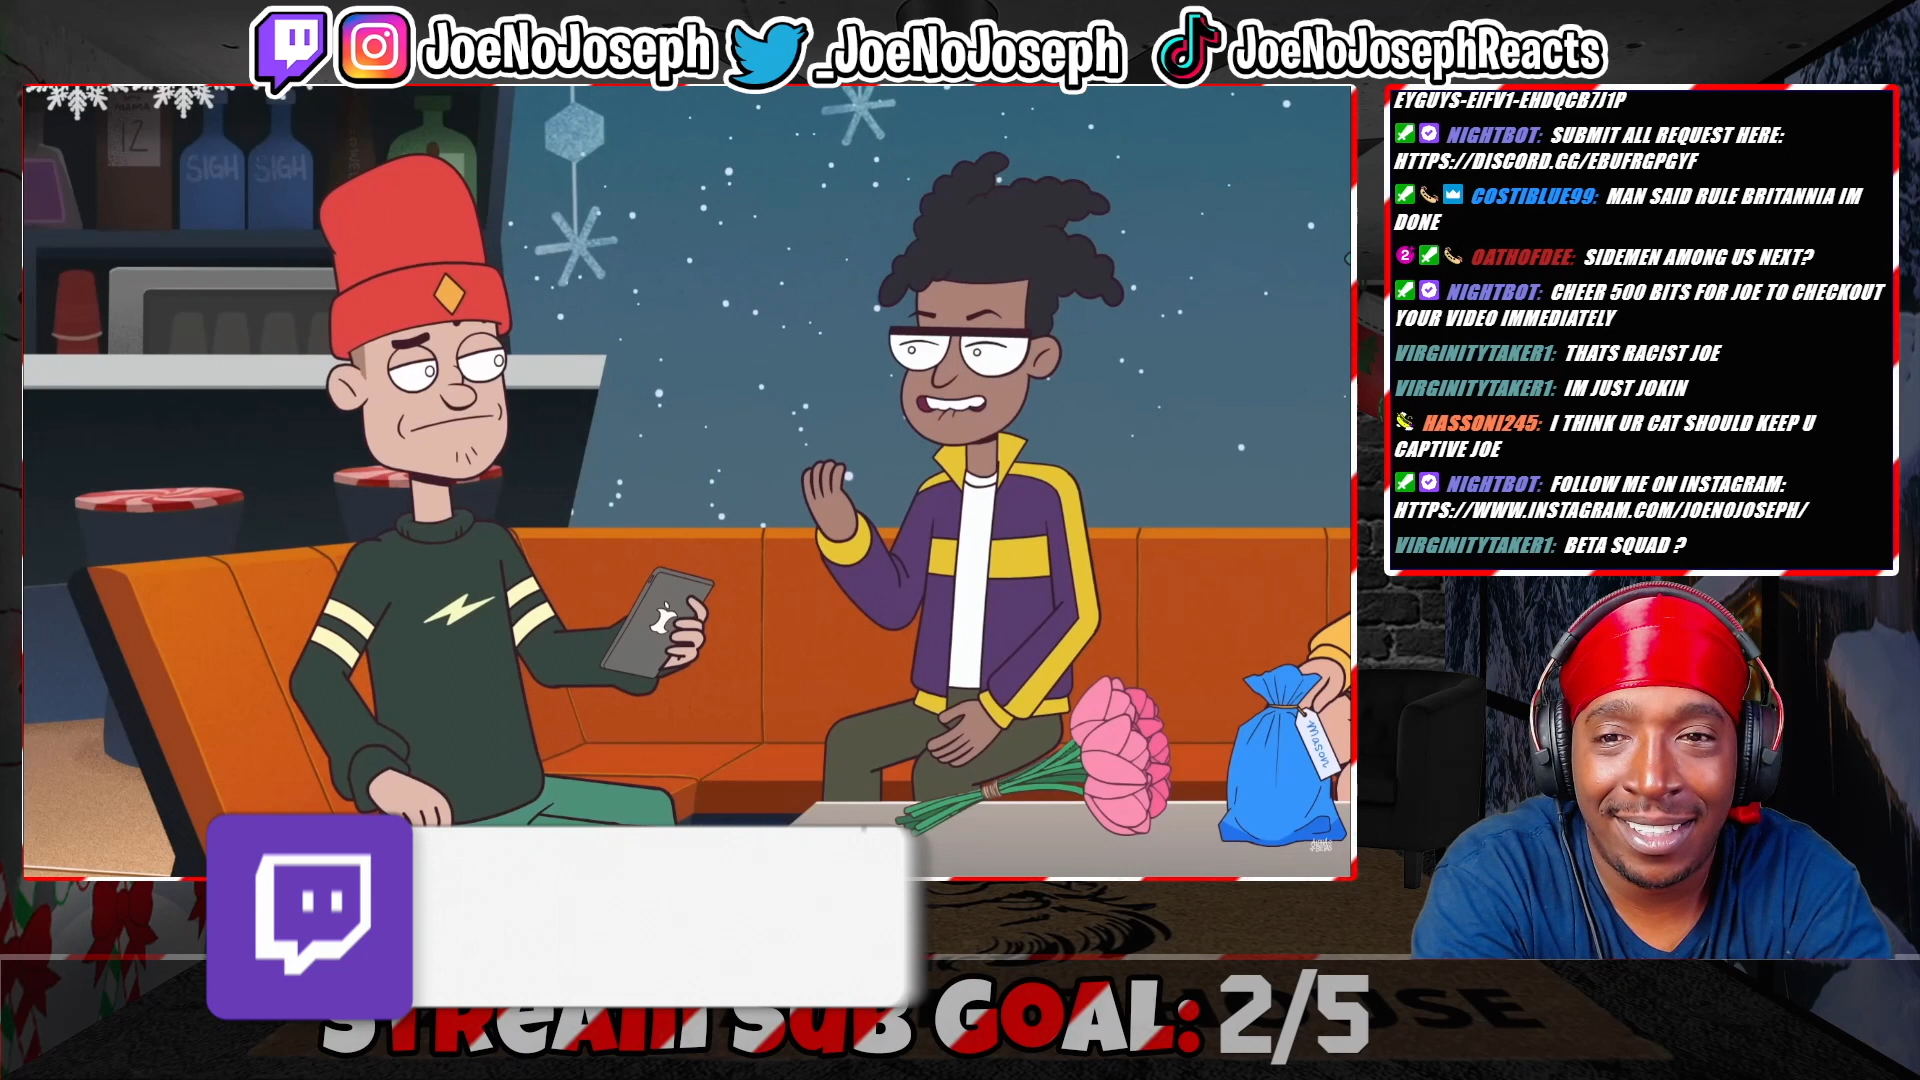 JoeNoJoseph
_JoeNoJoseph
JoeNoJosephReacts
12
SIGH
SIGH
mason
EYGUYS-EIFV1-EHDQCB7J1P
NIGHTBOT: SUBMIT ALL REQUEST HERE:
HTTPS://DISCORD.GG/EBUFRGPGYF
COSTIBLUE99: MAN SAID RULE BRITANNIA IM
DONE
2 OATHOFDEE: SIDEMEN AMONG US NEXT?
NIGHTBOT: CHEER 500 BITS FOR JOE TO CHECKOUT
YOUR VIDEO IMMEDIATELY
VIRGINITYTAKER1: THATS RACIST JOE
VIRGINITYTAKER1: IM JUST JOKIN
HASSONI245: I THINK UR CAT SHOULD KEEP U
CAPTIVE JOE
NIGHTBOT: FOLLOW ME ON INSTAGRAM:
HTTPS://WWW.INSTAGRAM.COM/JOENOJOSEPH/
VIRGINITYTAKER1: BETA SQUAD ?
STREAM SUB GOAL: 2/5